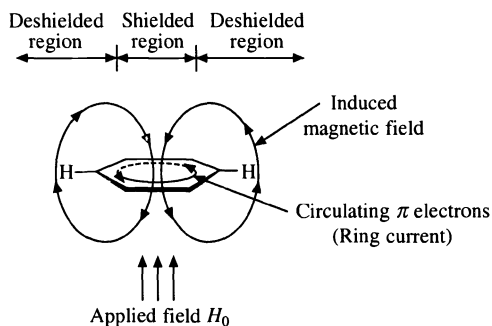 Deshielded Shielded Deshielded
region region region
Induced
magnetic field
H H
Circulating π electrons
(Ring current)
Applied field H₀